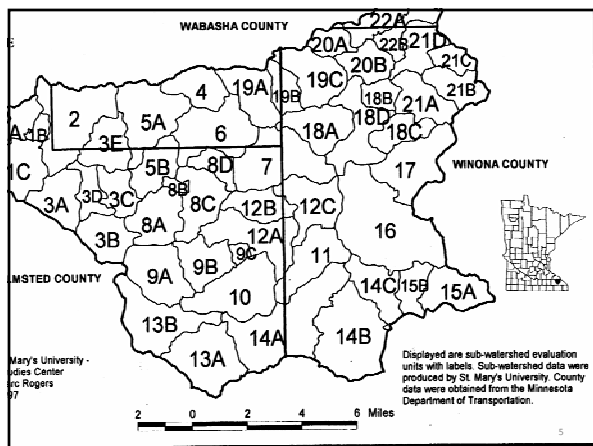 WABASHA COUNTY
22A
E
20A
22B
21D
4
19A
19B
19C
20B
21C
21B
2
5A
6
18B
21A
A
1B
3E
18A
18D
18C
1C
5B
8D
7
17
WINONA COUNTY
3A
3D
3C
8B
8C
12B
12C
3B
8A
12A
16
LMSTED COUNTY
9A
9B
9C
11
10
14C
15B
15A
13B
13A
14A
14B
Mary's University -
udies Center
arc Rogers
97
Displayed are sub-watershed evaluation
units with labels. Sub-watershed data were
produced by St. Mary's University. County
data were obtained from the Minnesota
Department of Transportation.
2 0 2 4 6 Miles
5